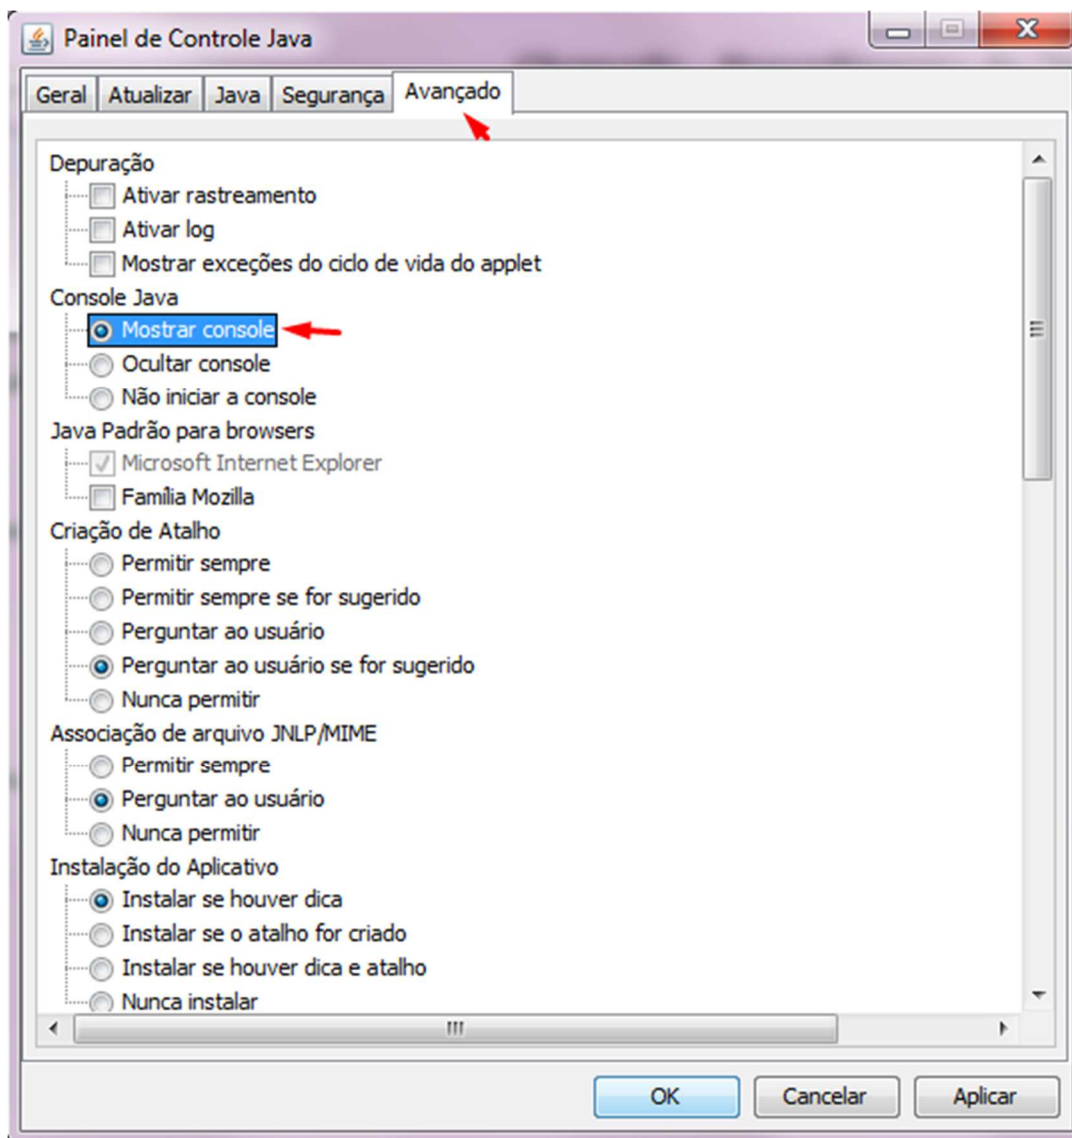 Painel de Controle Java
Geral Atualizar Java Segurança Avançado
Depuração
Ativar rastreamento
Ativar log
Mostrar exceções do ciclo de vida do applet
Console Java
Mostrar console
Ocultar console
Não iniciar a console
Java Padrão para browsers
Microsoft Internet Explorer
Família Mozilla
Criação de Atalho
Permitir sempre
Permitir sempre se for sugerido
Perguntar ao usuário
Perguntar ao usuário se for sugerido
Nunca permitir
Associação de arquivo JNLP/MIME
Permitir sempre
Perguntar ao usuário
Nunca permitir
Instalação do Aplicativo
Instalar se houver dica
Instalar se o atalho for criado
Instalar se houver dica e atalho
Nunca instalar
OK Cancelar Aplicar